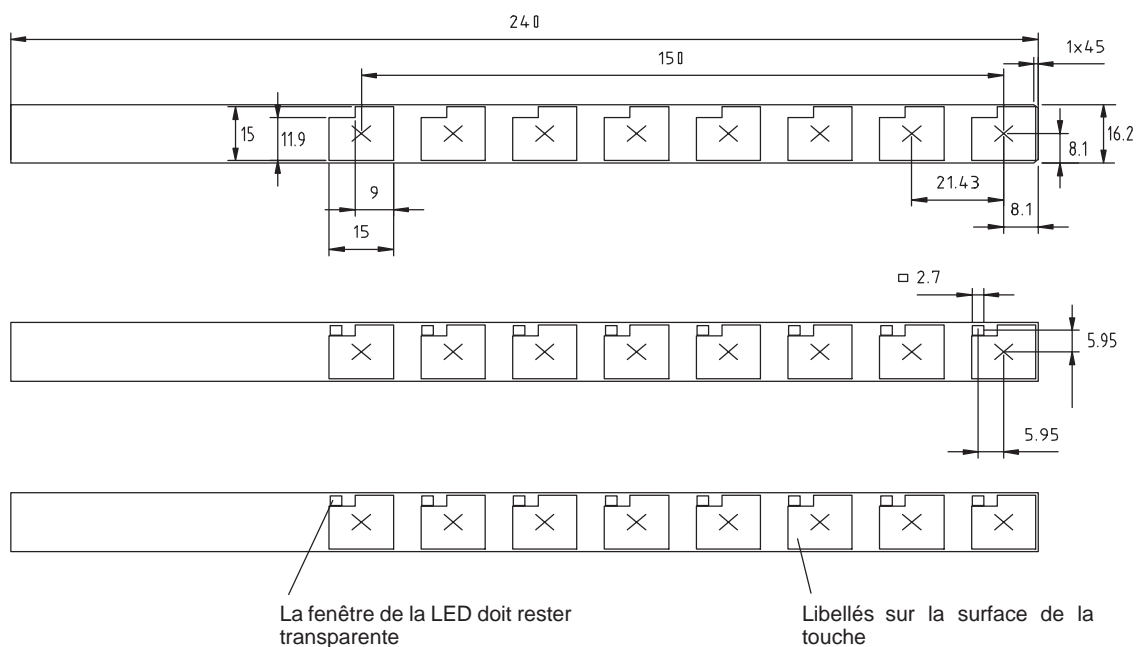 240
150
1x45
15
11.9
16.2
8.1
9
21.43
8.1
15
□ 2.7
5.95
5.95
La fenêtre de la LED doit rester
transparente
Libellés sur la surface de la
touche